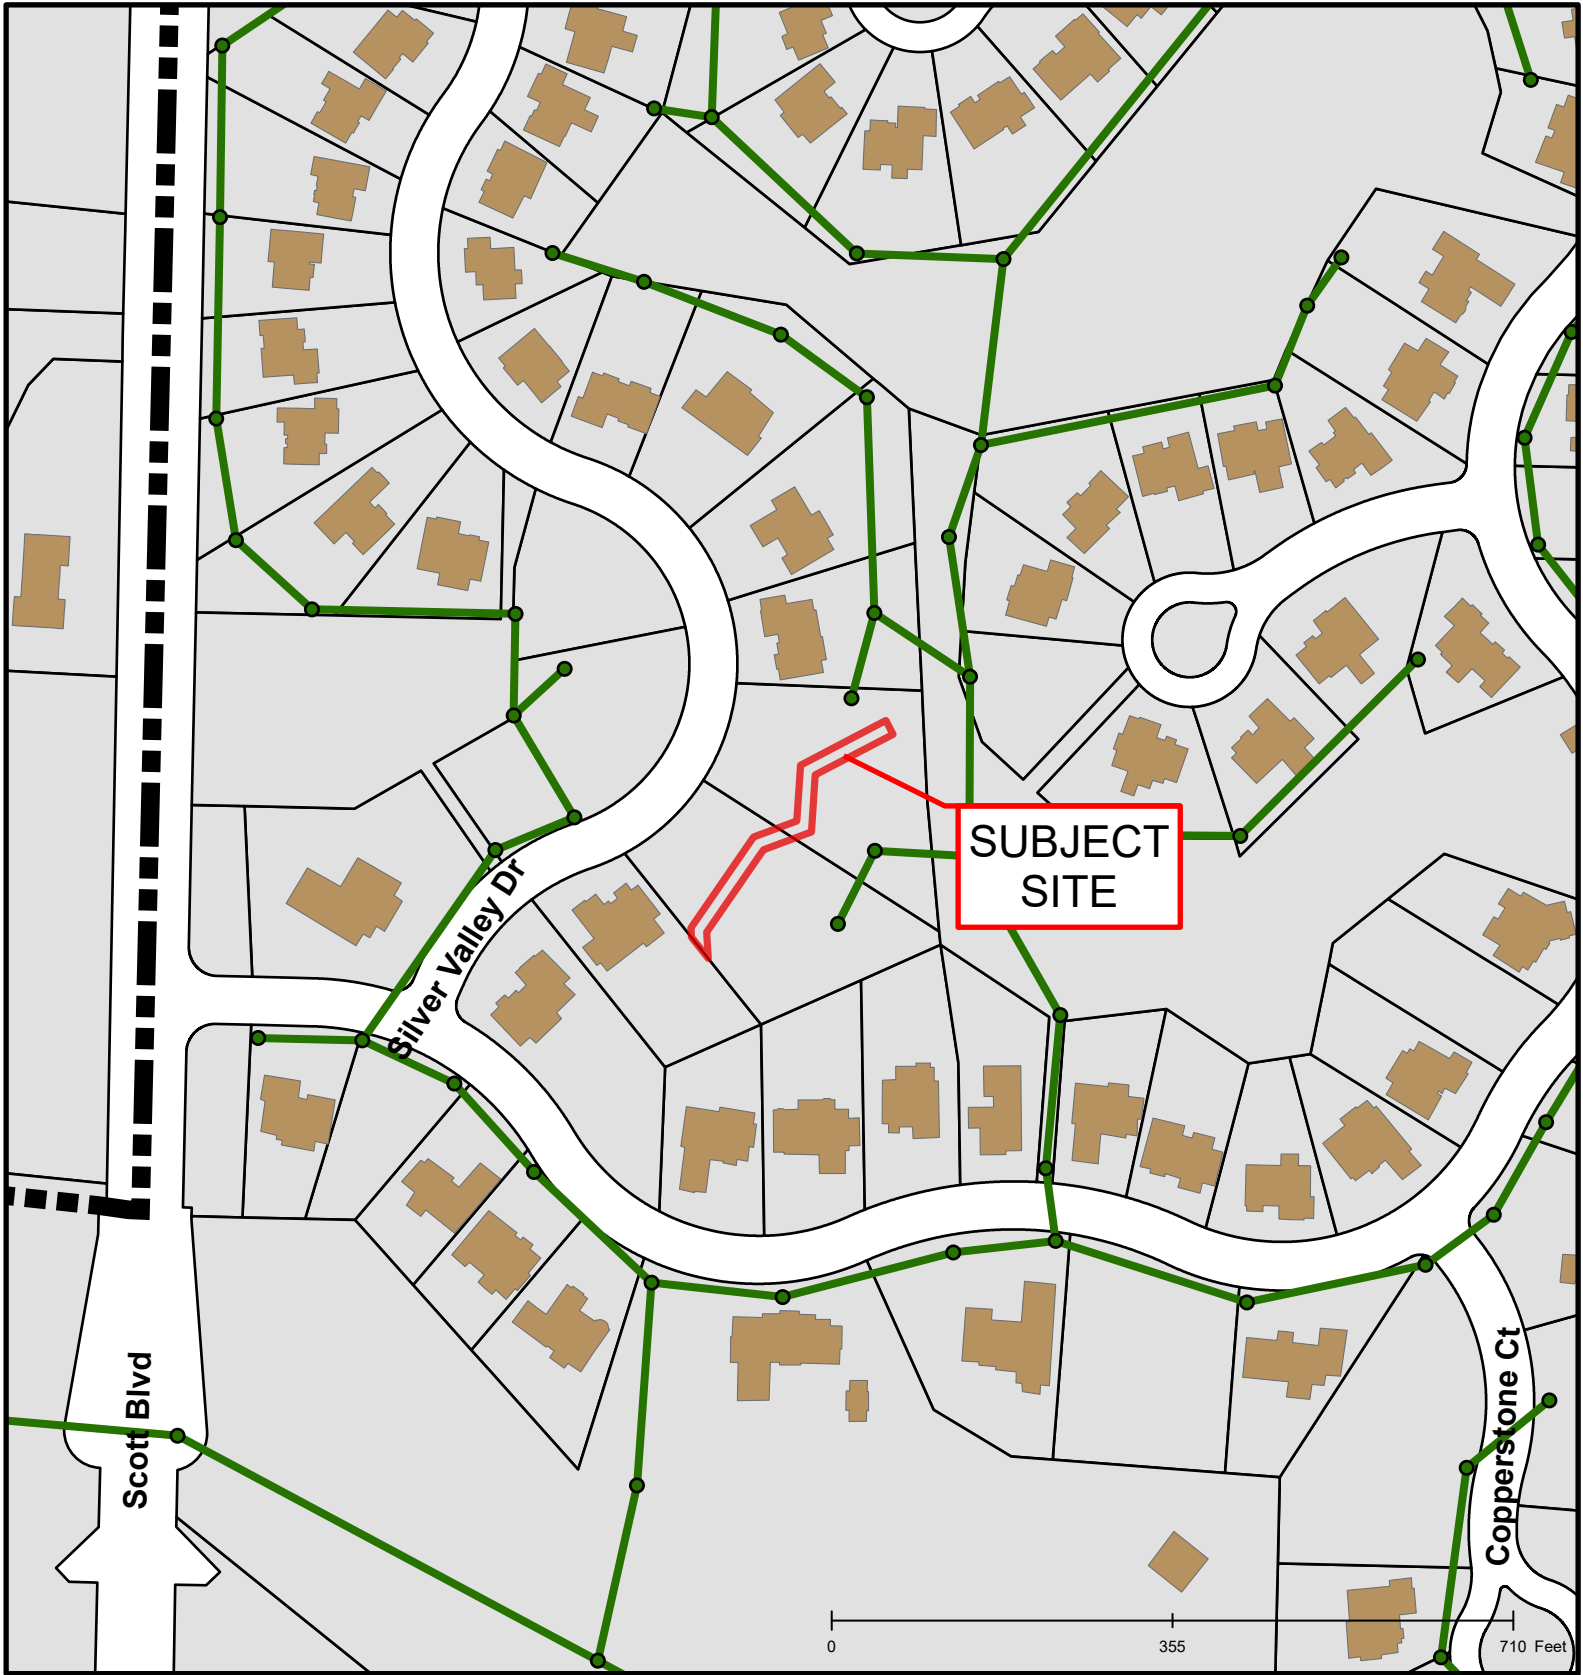 SUBJECT
SITE
Silver Valley Dr
Scott Blvd
Copperstone Ct
0 355 710 Feet